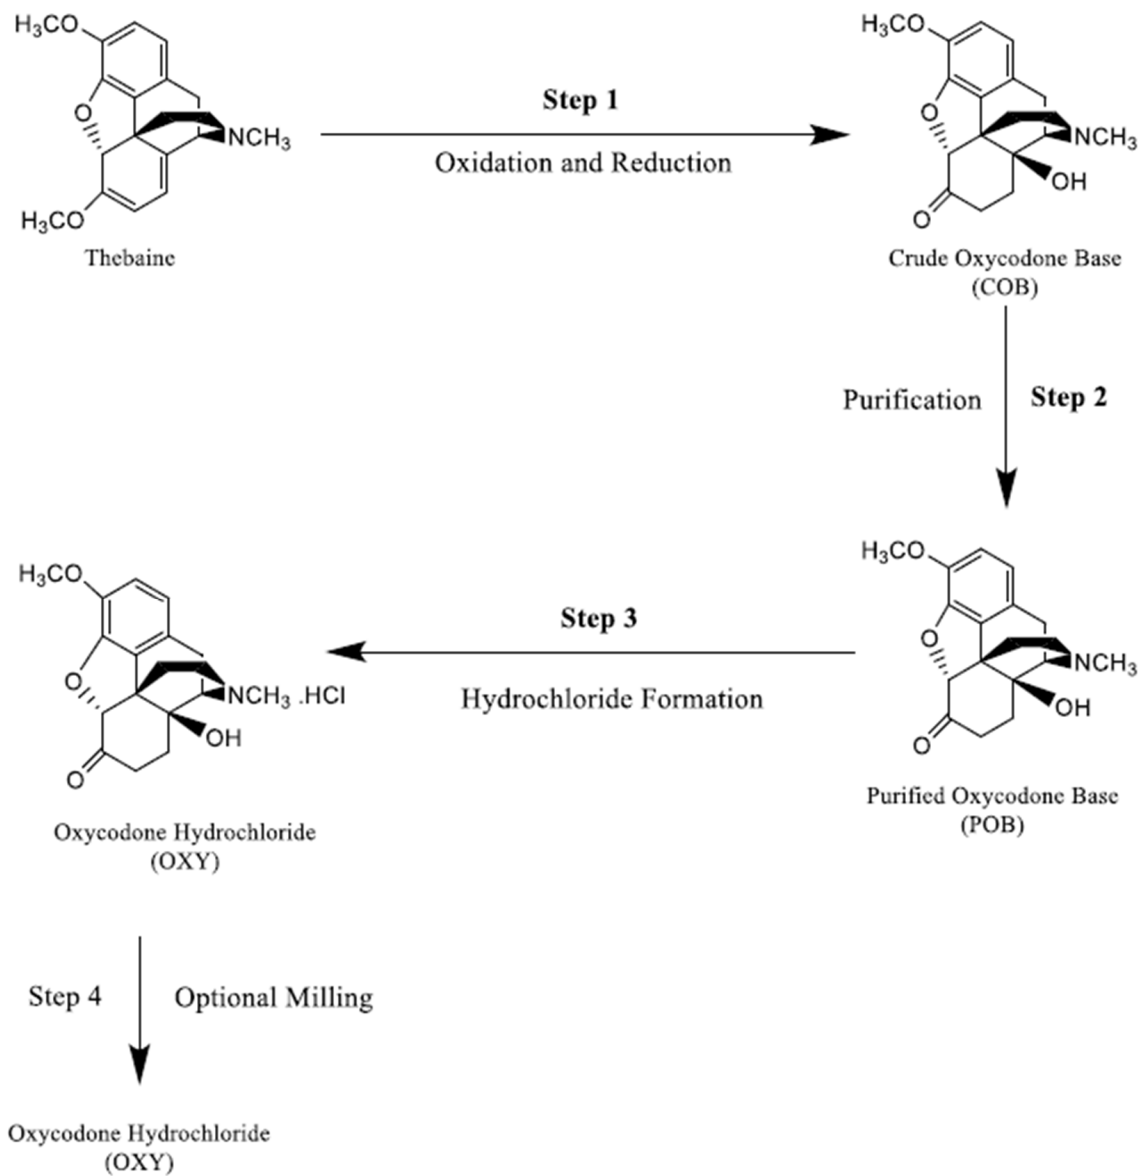 H₃CO
O
NCH₃
H₃CO
Thebaine
Step 1
Oxidation and Reduction
H₃CO
O
NCH₃
OH
O
Crude Oxycodone Base
(COB)
Purification
Step 2
H₃CO
O
NCH₃
OH
O
Purified Oxycodone Base
(POB)
Step 3
Hydrochloride Formation
H₃CO
O
NCH₃ .HCl
OH
O
Oxycodone Hydrochloride
(OXY)
Step 4
Optional Milling
Oxycodone Hydrochloride
(OXY)